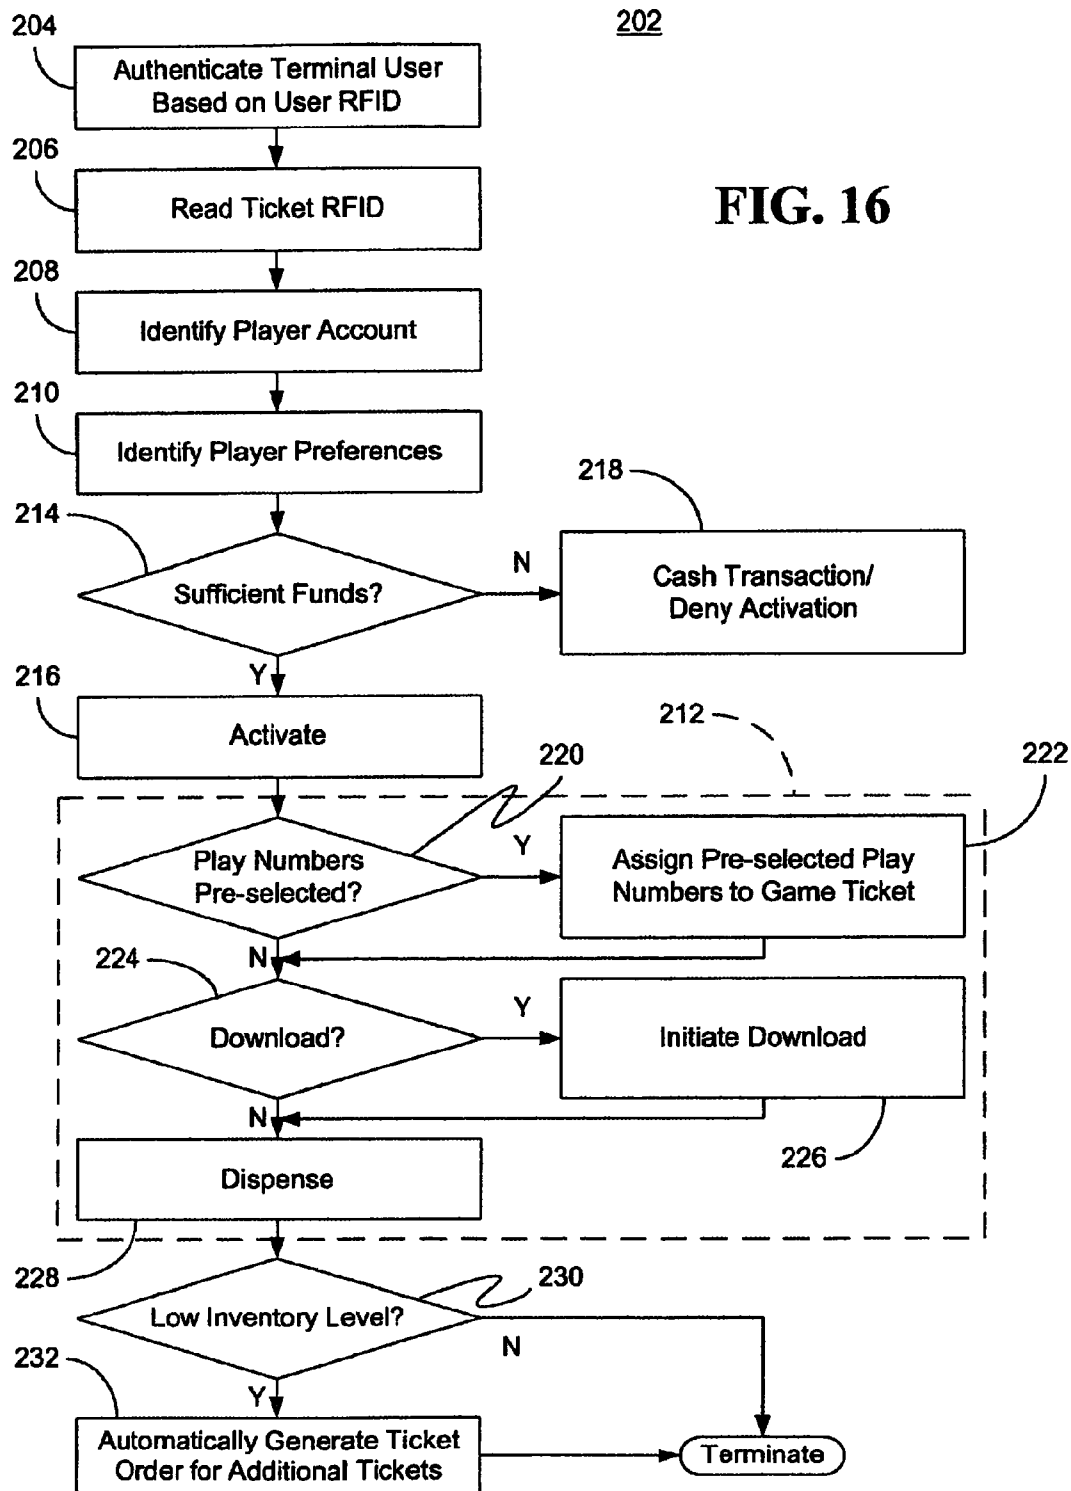 202
204
Authenticate Terminal User
Based on User RFID
206
Read Ticket RFID
FIG. 16
208
Identify Player Account
210
Identify Player Preferences
218
214
Sufficient Funds?
N
Cash Transaction/
Deny Activation
Y
216
Activate
212
220
222
Play Numbers
Pre-selected?
Y
Assign Pre-selected Play
Numbers to Game Ticket
N
224
Download?
Y
Initiate Download
N
226
Dispense
228
230
Low Inventory Level?
N
232
Y
Automatically Generate Ticket
Order for Additional Tickets
Terminate